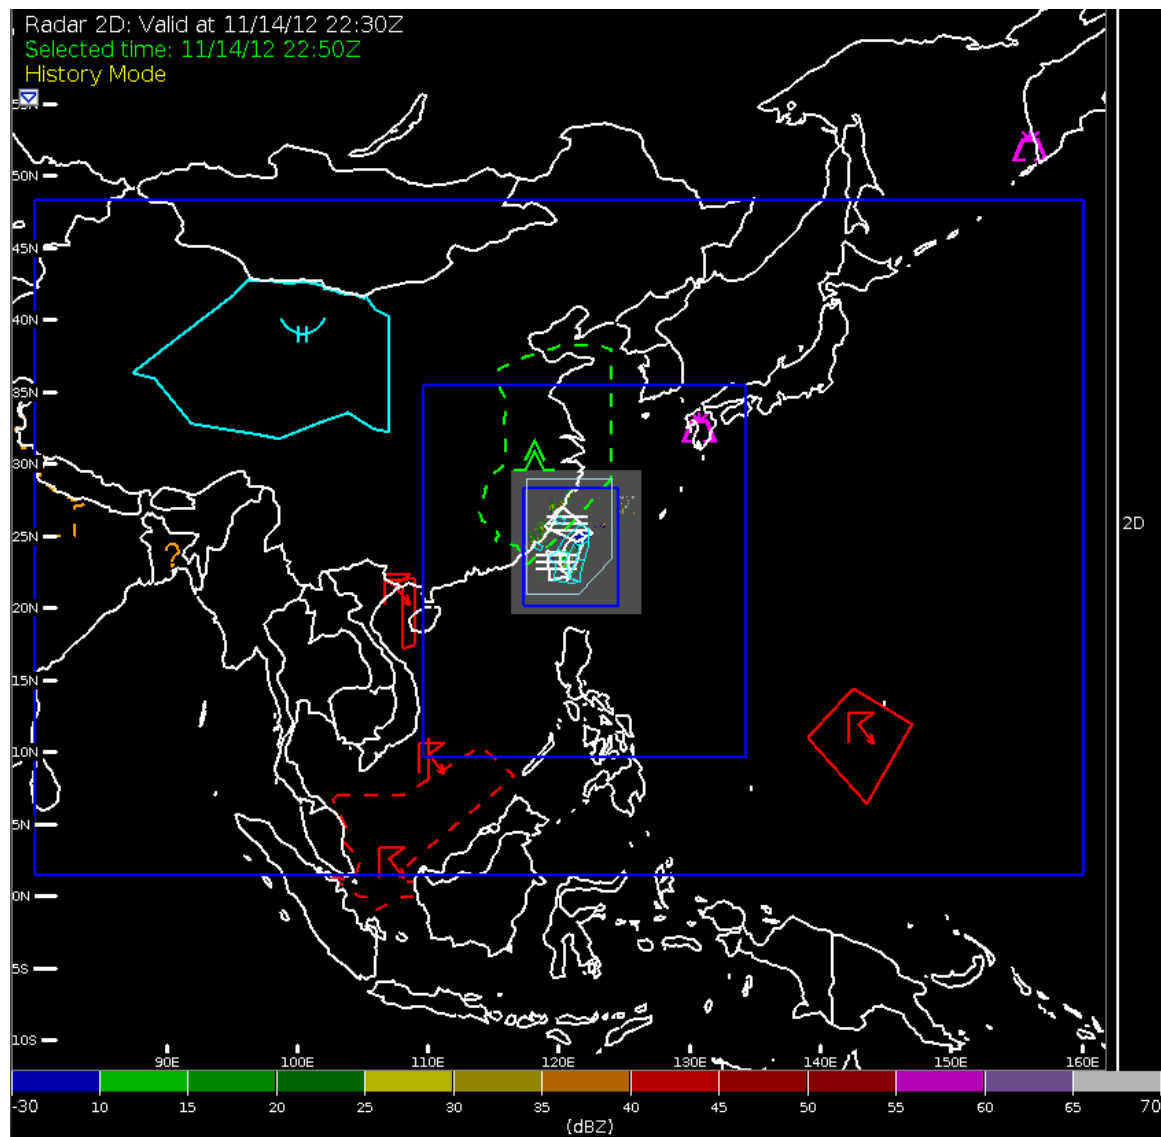 Radar 2D: Valid at 11/14/12 22:30Z
Selected time: 11/14/12 22:50Z
History Mode
50N
45N
40N
35N
30N
25N
?
2D
20N
15N
10N
5N
0N
5S
10S
90E 100E 110E 120E 130E 140E 150E 160E
-30 10 15 20 25 30 35 40 45 50 55 60 65 70
(dBZ)